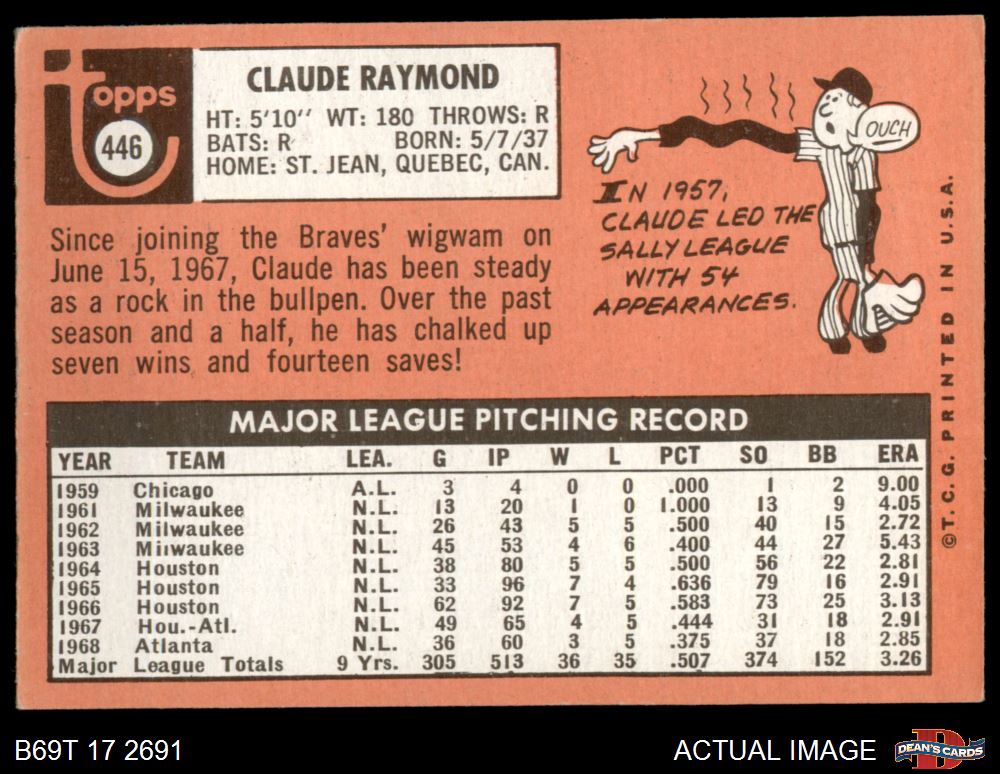 topps
446
CLAUDE RAYMOND
HT: 5'10" WT: 180 THROWS: R
BATS: R BORN: 5/7/37
HOME: ST. JEAN, QUEBEC, CAN.
Since joining the Braves' wigwam on
June 15, 1967, Claude has been steady
as a rock in the bullpen. Over the past
season and a half, he has chalked up
seven wins and fourteen saves!
OUCH
IN 1957,
CLAUDE LED THE
SALLY LEAGUE
WITH 54
APPEARANCES.
MAJOR LEAGUE PITCHING RECORD
YEAR TEAM LEA. G IP W L PCT SO BB ERA
1959 Chicago A.L. 3 4 0 0 .000 1 2 9.00
1961 Milwaukee N.L. 13 20 1 0 1.000 13 9 4.05
1962 Milwaukee N.L. 26 43 5 5 .500 40 15 2.72
1963 Milwaukee N.L. 45 53 4 6 .400 44 27 5.43
1964 Houston N.L. 38 80 5 5 .500 56 22 2.81
1965 Houston N.L. 33 96 7 4 .636 79 16 2.91
1966 Houston N.L. 62 92 7 5 .583 73 25 3.13
1967 Hou.-Atl. N.L. 49 65 4 5 .444 31 18 2.91
1968 Atlanta N.L. 36 60 3 5 .375 37 18 2.85
Major League Totals 9 Yrs. 305 513 36 35 .507 374 152 3.26
©T.C.G. PRINTED IN U.S.A.
B69T 17 2691
ACTUAL IMAGE
DEAN'S CARDS